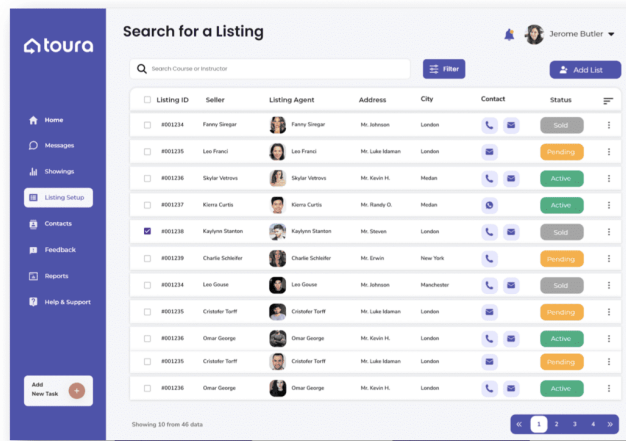 toura
Search for a Listing
Jerome Butler
Search Course or Instructor
Filter
Add List
Home
Messages
Showings
Listing Setup
Contacts
Feedback
Reports
Help & Support
Add
New Task
Listing ID Seller Listing Agent Address City Contact Status
#001234 Fanny Siregar Fanny Siregar Mr. Johnson London Sold
#001235 Leo Franci Leo Franci Mr. Luke Idaman London Pending
#001236 Skylar Vetrovs Skylar Vetrovs Mr. Kevin H. Medan Active
#001237 Kierra Curtis Kierra Curtis Mr. Randy O. Medan Active
#001238 Kaylynn Stanton Kaylynn Stanton Mr. Steven London Sold
#001239 Charlie Schleifer Charlie Schleifer Mr. Erwin New York Pending
#001234 Leo Gouse Leo Gouse Mr. Johnson Manchester Sold
#001235 Cristofer Torff Cristofer Torff Mr. Luke Idaman London Pending
#001236 Omar George Omar George Mr. Kevin H. London Active
#001235 Cristofer Torff Cristofer Torff Mr. Luke Idaman London Pending
#001236 Omar George Omar George Mr. Kevin H. London Active
Showing 10 from 46 data
« 1 2 3 4 »